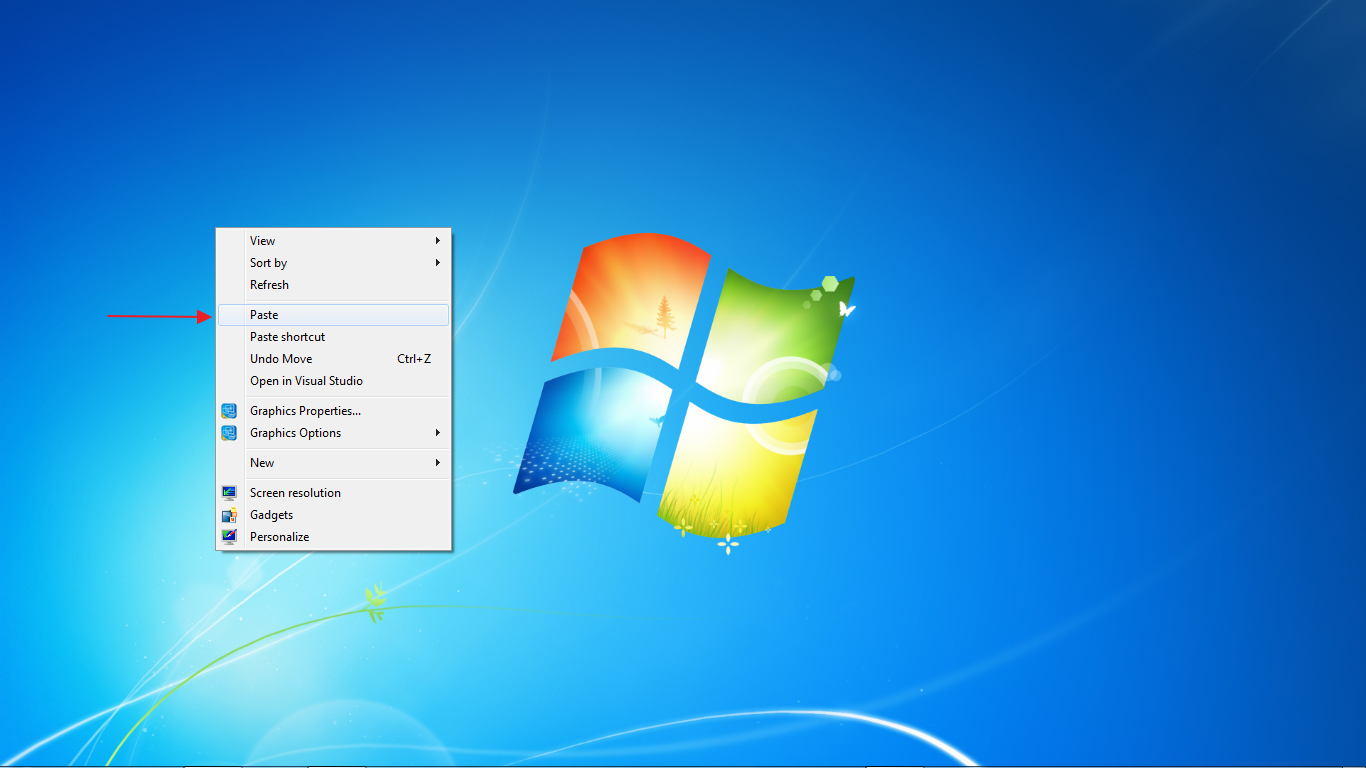 View
Sort by
Refresh
Paste
Paste shortcut
Undo Move Ctrl+Z
Open in Visual Studio
Graphics Properties...
Graphics Options
New
Screen resolution
Gadgets
Personalize